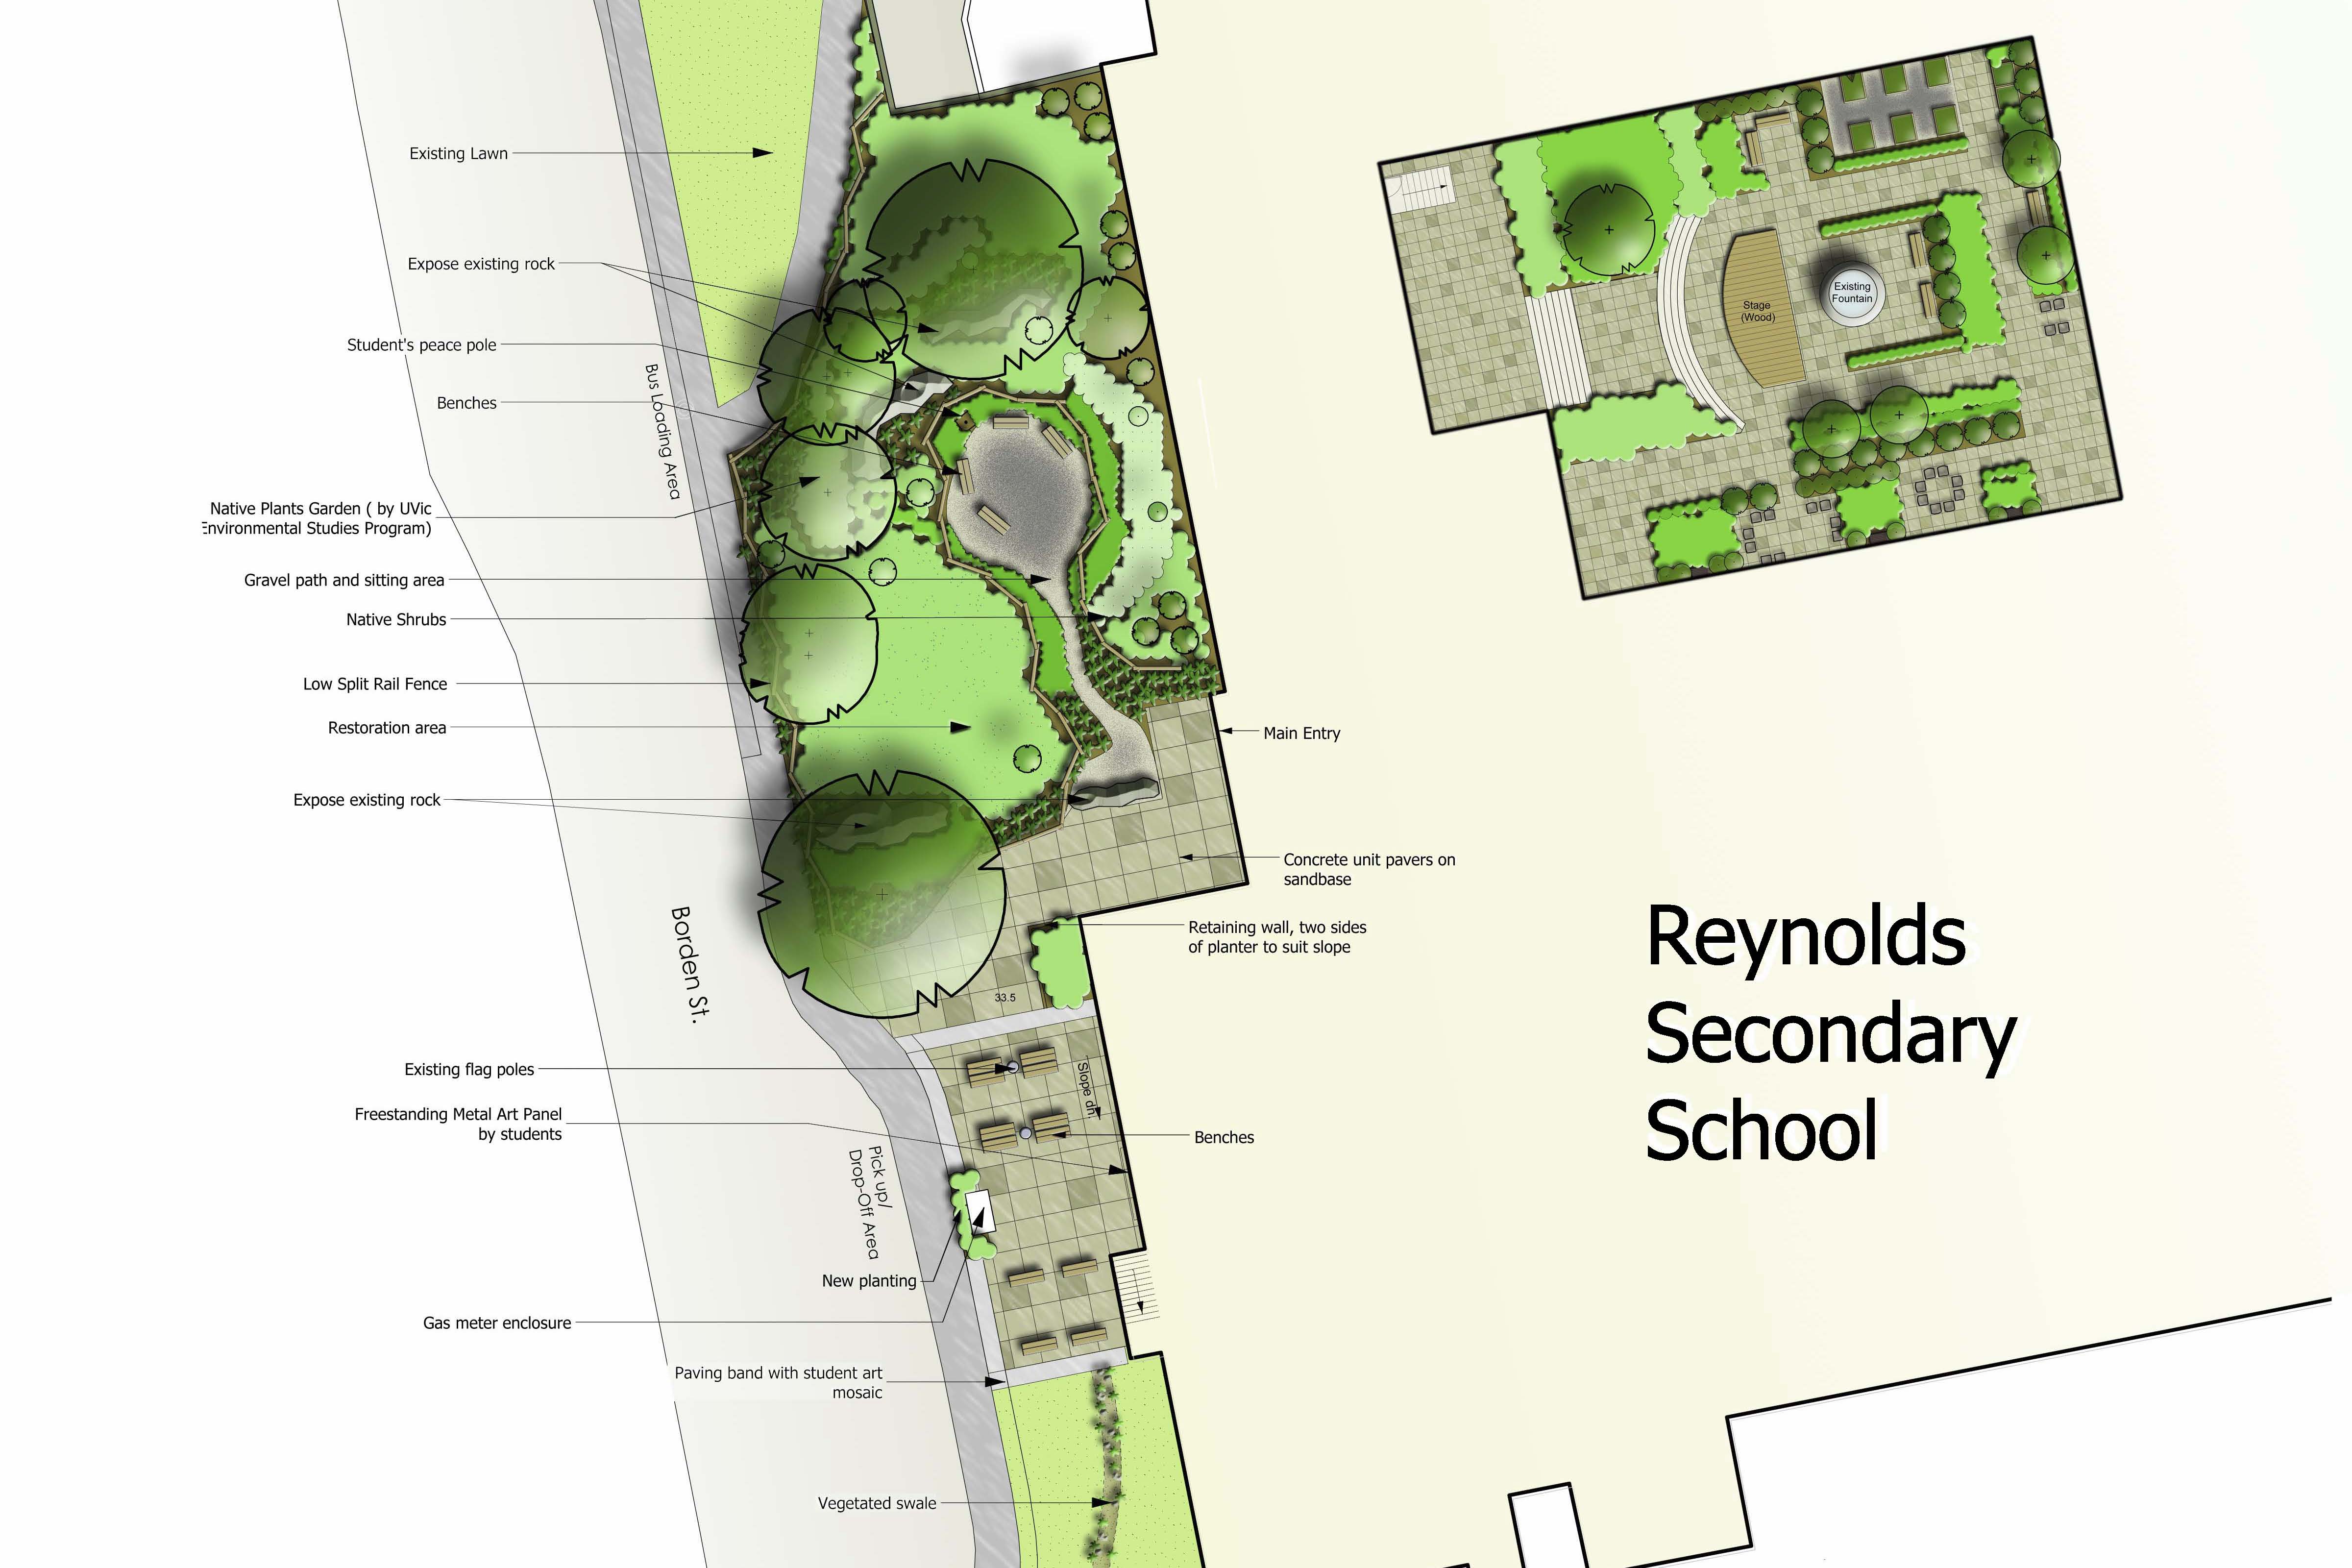 Existing Lawn
Expose existing rock
Student's peace pole
Benches
Bus Loading Area
Native Plants Garden ( by UVic
Environmental Studies Program)
Gravel path and sitting area
Native Shrubs
Low Split Rail Fence
Restoration area
Expose existing rock
Borden St.
Existing flag poles
Freestanding Metal Art Panel
by students
Pick up/
Drop-Off Area
New planting
Gas meter enclosure
Paving band with student art
mosaic
Vegetated swale
Main Entry
Concrete unit pavers on
sandbase
Retaining wall, two sides
of planter to suit slope
33.5
Slope dn.
Benches
Stage
(Wood)
Existing
Fountain
Reynolds
Secondary
School